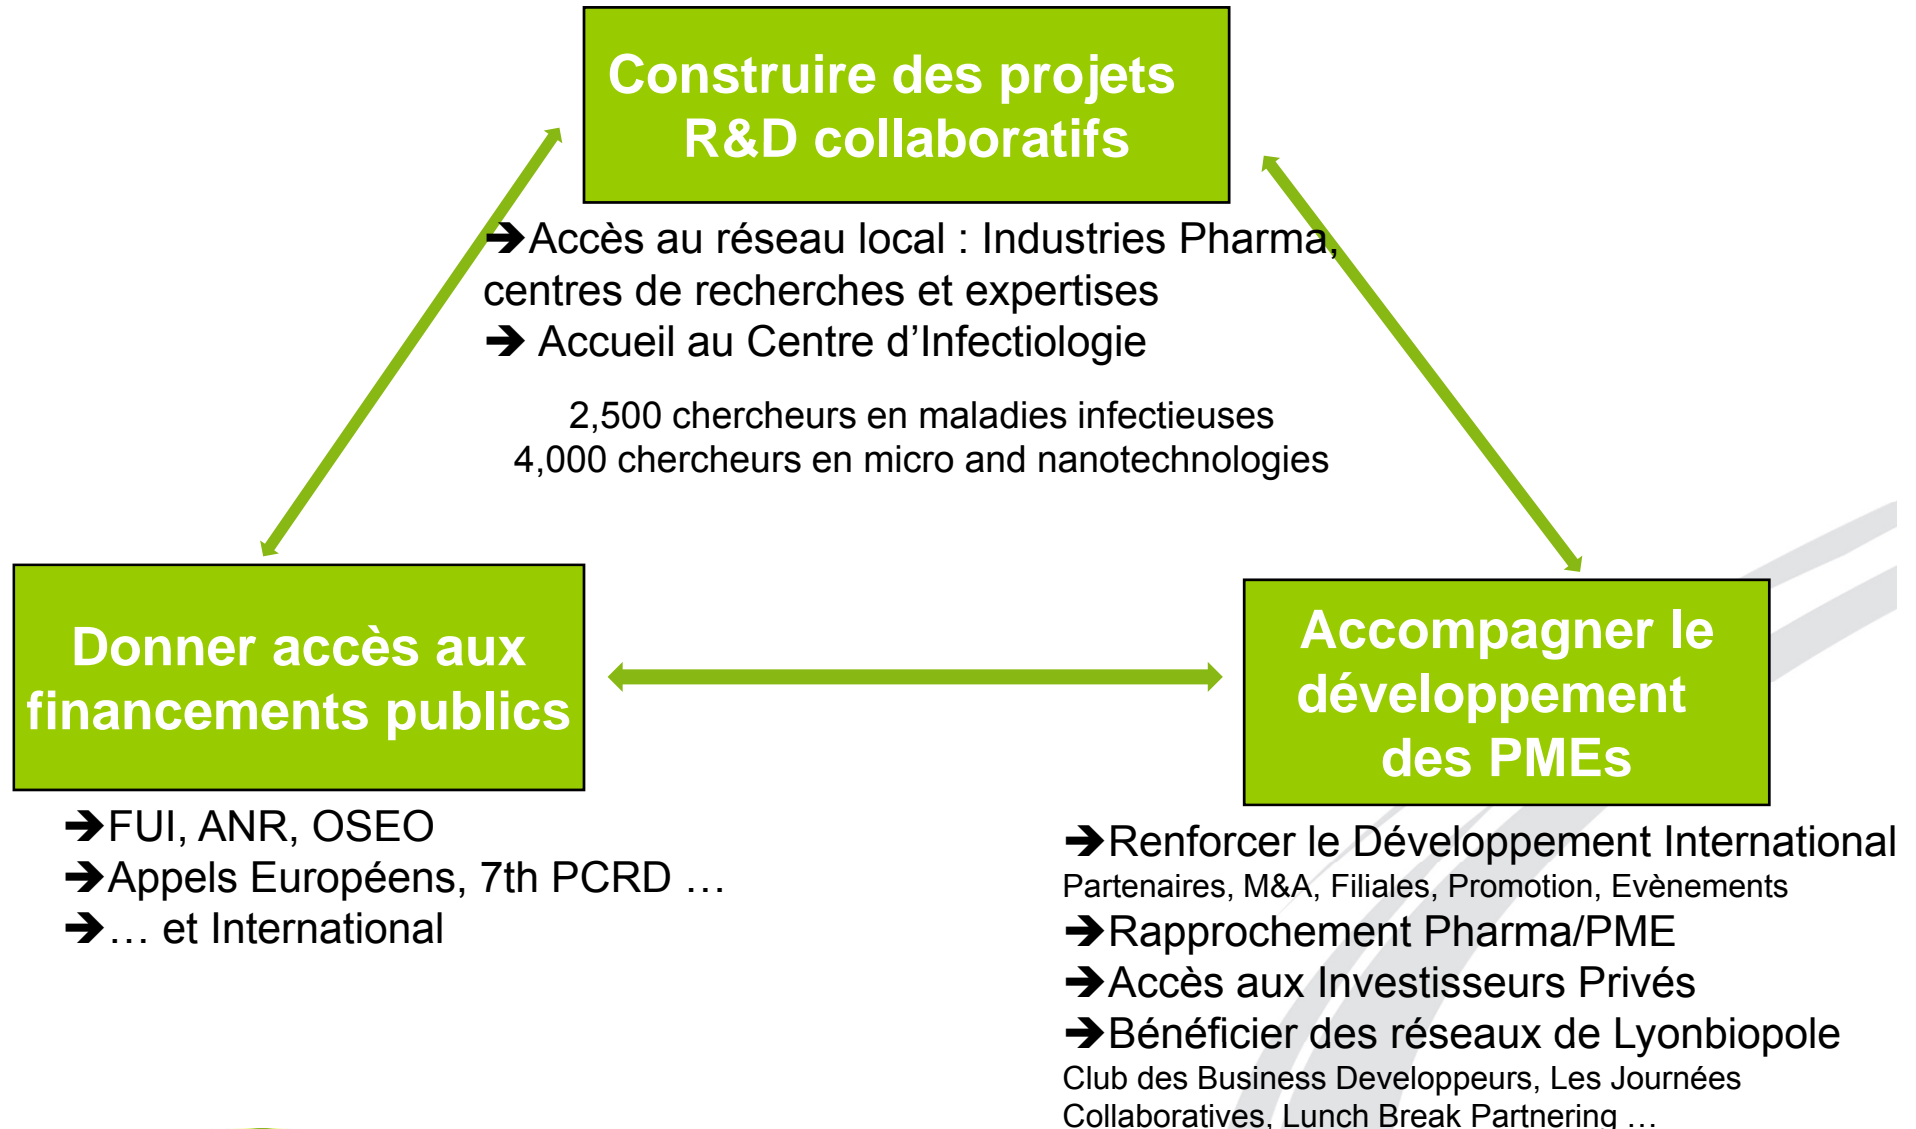 Construire des projets
R&D collaboratifs
➔Accès au réseau local : Industries Pharma,
centres de recherches et expertises
➔ Accueil au Centre d’Infectiologie
2,500 chercheurs en maladies infectieuses
4,000 chercheurs en micro and nanotechnologies
Donner accès aux
financements publics
➔FUI, ANR, OSEO
➔Appels Européens, 7th PCRD …
➔… et International
Accompagner le
développement
des PMEs
➔Renforcer le Développement International
Partenaires, M&A, Filiales, Promotion, Evènements
➔Rapprochement Pharma/PME
➔Accès aux Investisseurs Privés
➔Bénéficier des réseaux de Lyonbiopole
Club des Business Developpeurs, Les Journées
Collaboratives, Lunch Break Partnering …